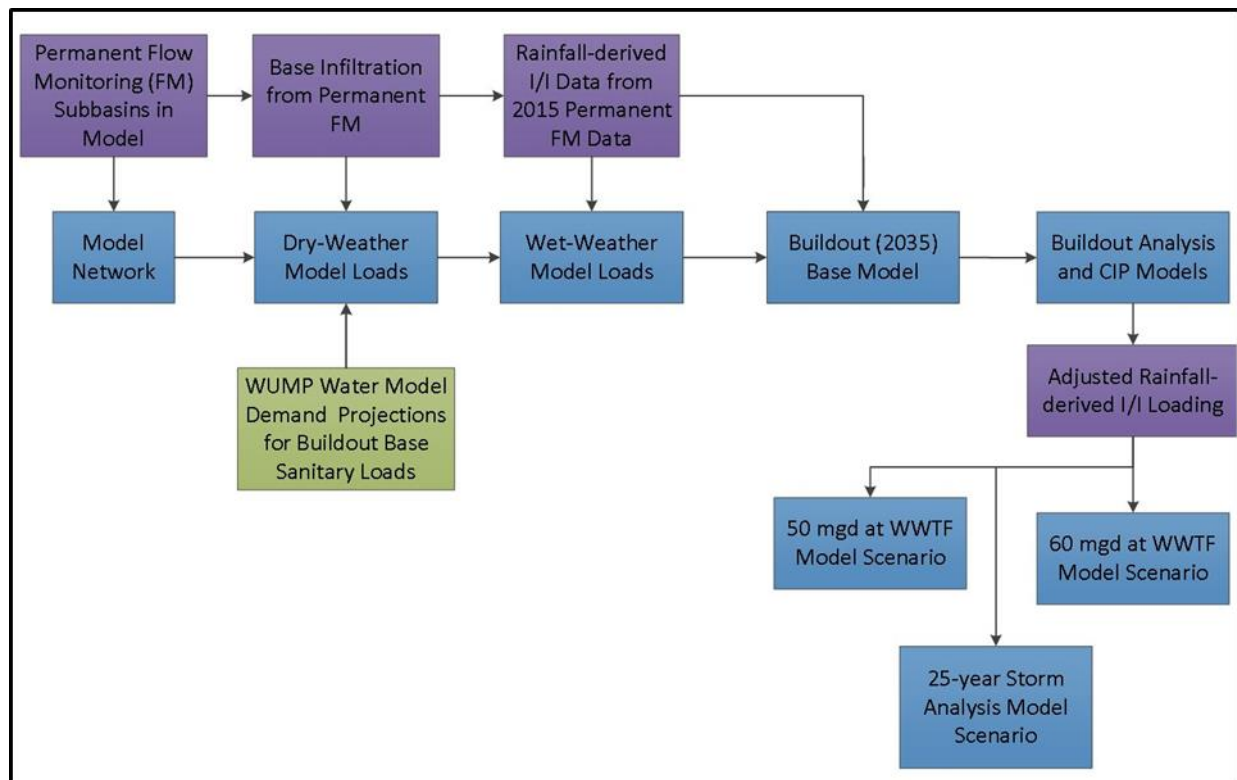 Permanent Flow
Monitoring (FM)
Subbasins in
Model
Base Infiltration
from Permanent
FM
Rainfall-derived
I/I Data from
2015 Permanent
FM Data
Model
Network
Dry-Weather
Model Loads
Wet-Weather
Model Loads
Buildout (2035)
Base Model
Buildout Analysis
and CIP Models
WUMP Water Model
Demand Projections
for Buildout Base
Sanitary Loads
Adjusted Rainfall-
derived I/I Loading
50 mgd at WWTF
Model Scenario
60 mgd at WWTF
Model Scenario
25-year Storm
Analysis Model
Scenario